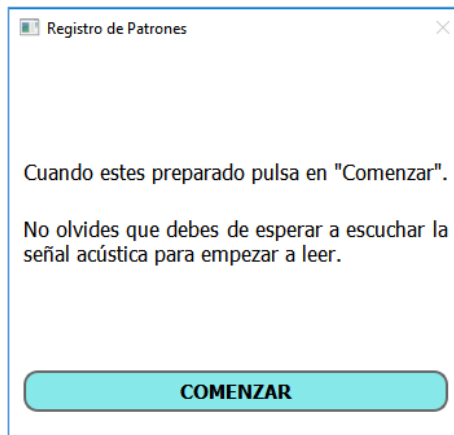 Registro de Patrones
Cuando estes preparado pulsa en "Comenzar".
No olvides que debes de esperar a escuchar la
señal acústica para empezar a leer.
COMENZAR